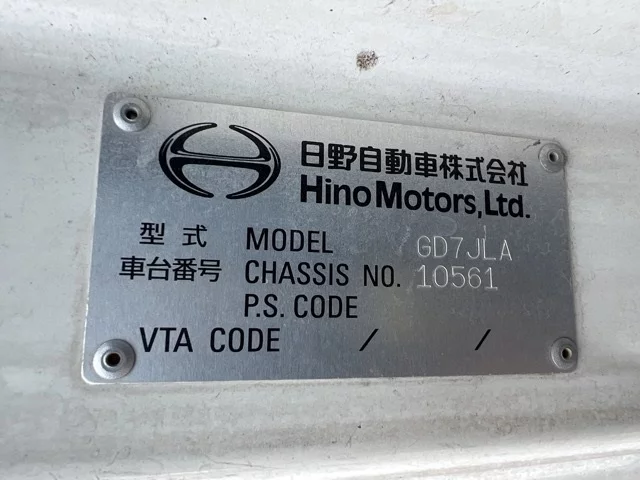 日野自動車株式会社
Hino Motors, Ltd.
型式 MODEL GD7JLA
車台番号 CHASSIS NO. 10561
P.S. CODE
VTA CODE / /